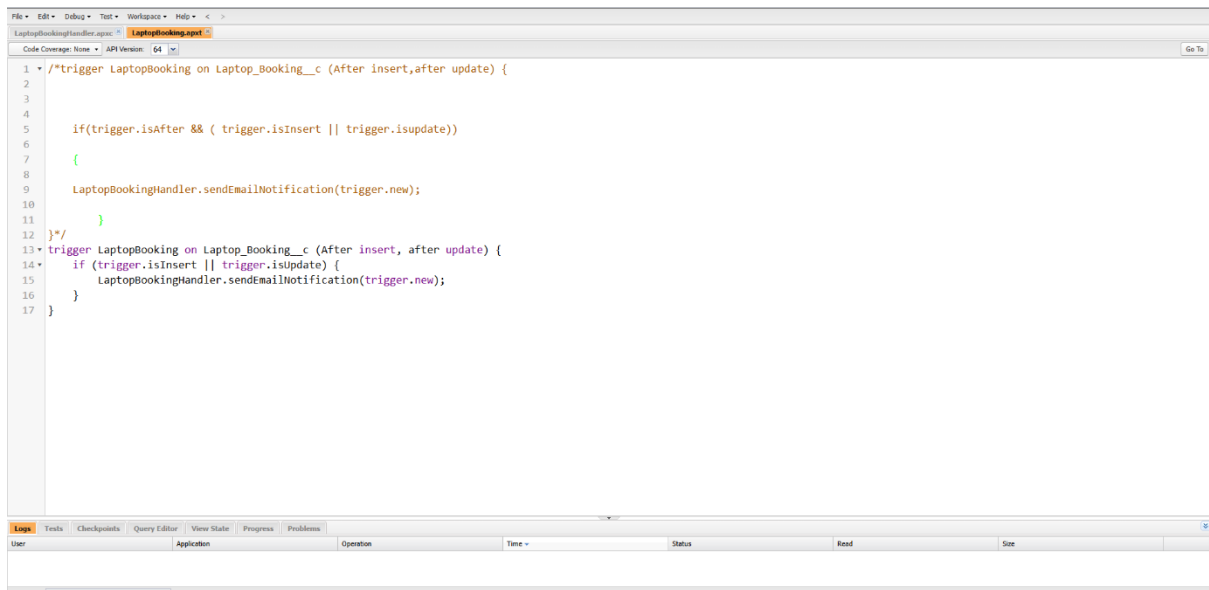 File Edit Debug Test Workspace Help < >
LaptopBookingHandler.apxc LaptopBooking.apxt
Code Coverage: None API Version: 64 Go To
1 /*trigger LaptopBooking on Laptop_Booking__c (After insert,after update) {
2
3
4
5 if(trigger.isAfter && ( trigger.isInsert || trigger.isupdate))
6
7 {
8
9 LaptopBookingHandler.sendEmailNotification(trigger.new);
10
11 }
12 }*/
13 trigger LaptopBooking on Laptop_Booking__c (After insert, after update) {
14 if (trigger.isInsert || trigger.isUpdate) {
15 LaptopBookingHandler.sendEmailNotification(trigger.new);
16 }
17 }
Logs Tests Checkpoints Query Editor View State Progress Problems
User Application Operation Time Status Read Size